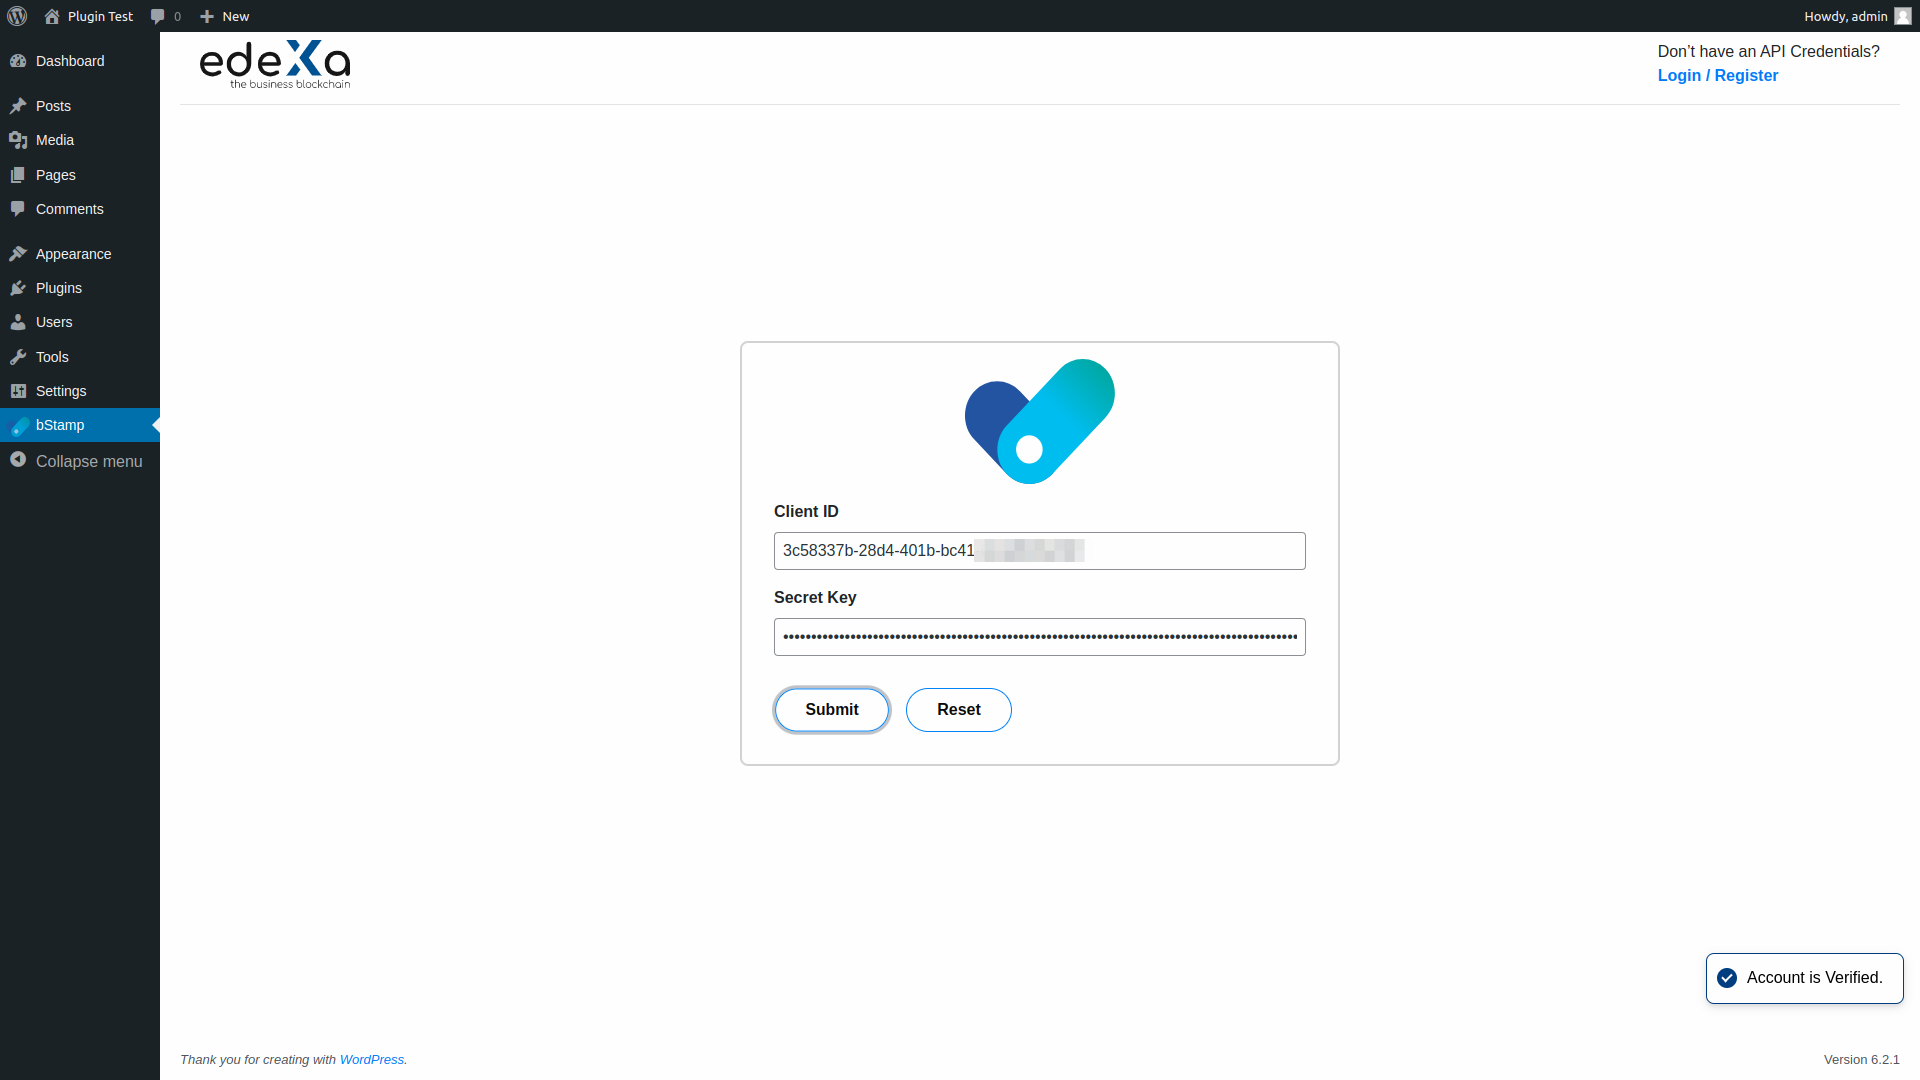 Plugin Test
0
New
Howdy, admin
Dashboard
Posts
Media
Pages
Comments
Appearance
Plugins
Users
Tools
Settings
bStamp
Collapse menu
edeXa
the business blockchain
Don’t have an API Credentials?
Login / Register
Client ID
3c58337b-28d4-401b-bc41
Secret Key
Submit
Reset
Account is Verified.
Thank you for creating with WordPress.
Version 6.2.1